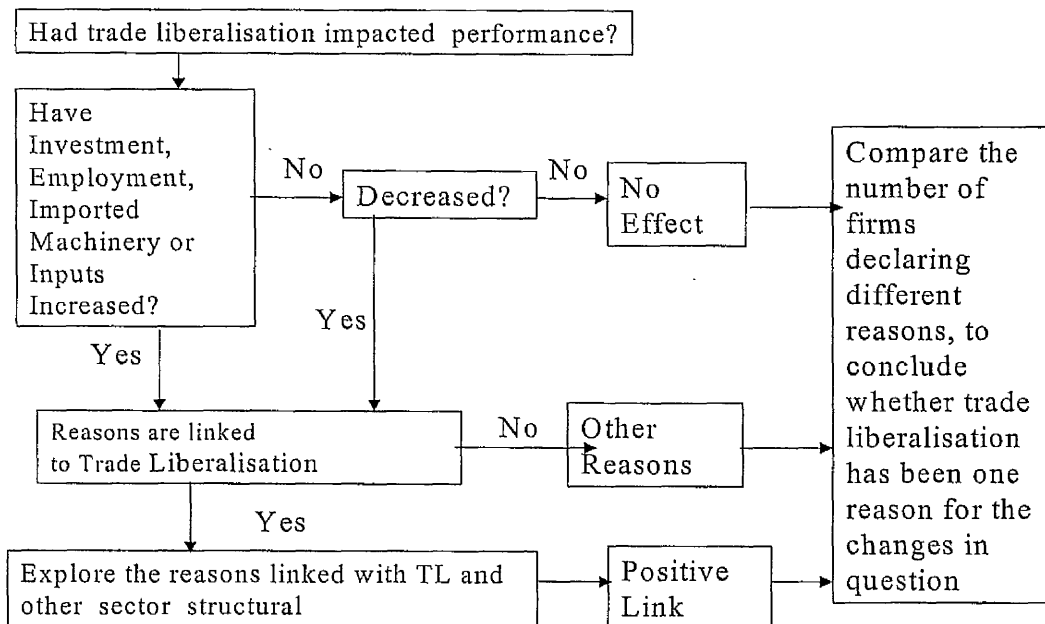 Had trade liberalisation impacted performance?
Have
Investment,
Employment,
Imported
Machinery or
Inputs
Increased?
No
Decreased?
No
No
Effect
Yes
Yes
Reasons are linked
to Trade Liberalisation
No
Other
Reasons
Yes
Explore the reasons linked with TL and
other sector structural
Positive
Link
Compare the
number of
firms
declaring
different
reasons, to
conclude
whether trade
liberalisation
has been one
reason for the
changes in
question